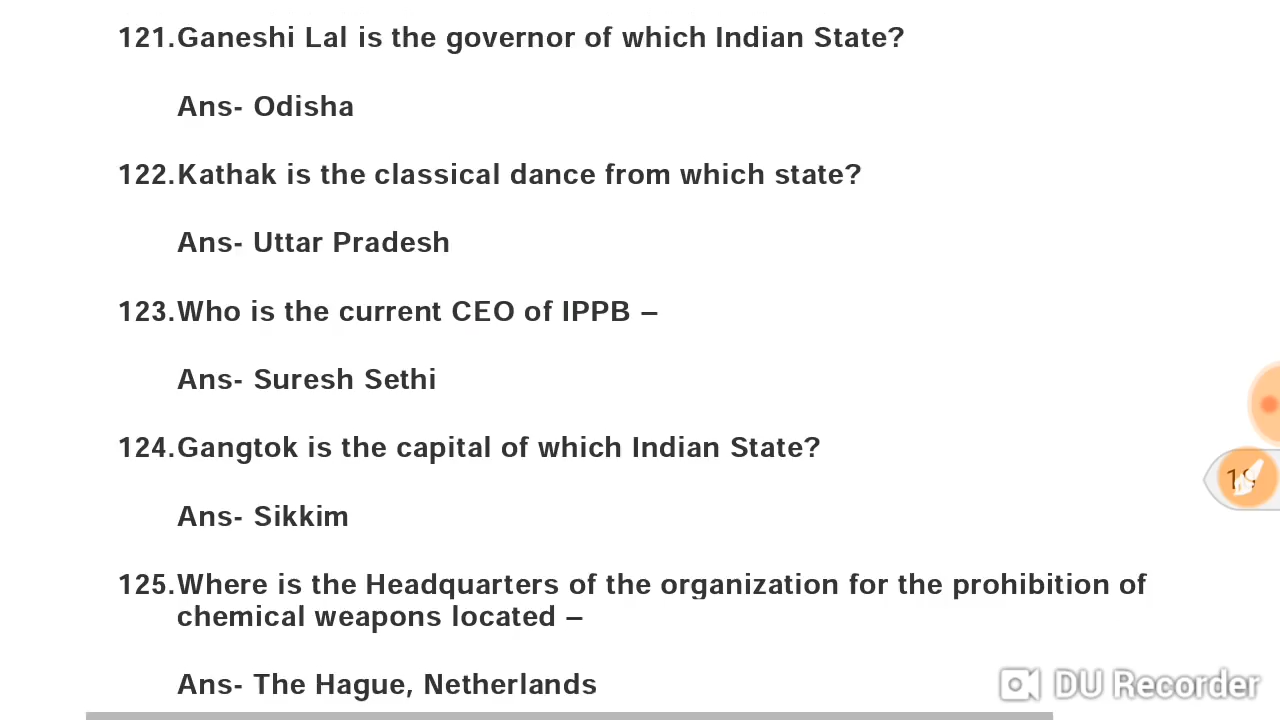 121.Ganeshi Lal is the governor of which Indian State?
Ans- Odisha
122.Kathak is the classical dance from which state?
Ans- Uttar Pradesh
123.Who is the current CEO of IPPB –
Ans- Suresh Sethi
124.Gangtok is the capital of which Indian State?
Ans- Sikkim
125.Where is the Headquarters of the organization for the prohibition of
chemical weapons located –
Ans- The Hague, Netherlands
DU Recorder